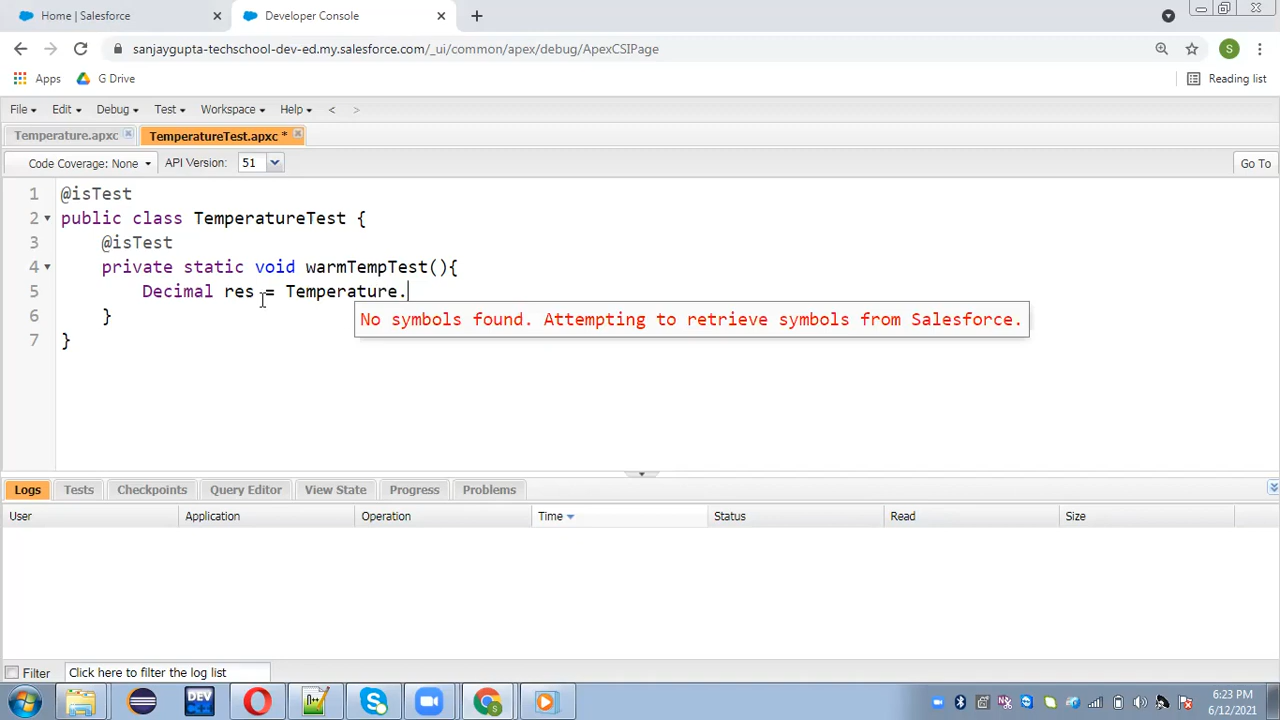 Home | Salesforce
Developer Console
sanjaygupta-techschool-dev-ed.my.salesforce.com/_ui/common/apex/debug/ApexCSIPage
S
Apps
G Drive
Reading list
File
Edit
Debug
Test
Workspace
Help
<
>
Temperature.apxc
TemperatureTest.apxc *
Code Coverage: None
API Version:
51
Go To
1 @isTest
2 public class TemperatureTest {
3 @isTest
4 private static void warmTempTest(){
5 Decimal res = Temperature.
No symbols found. Attempting to retrieve symbols from Salesforce.
6 }
7 }
Logs
Tests
Checkpoints
Query Editor
View State
Progress
Problems
User
Application
Operation
Time
Status
Read
Size
Filter
Click here to filter the log list
DEV
6:23 PM
6/12/2021